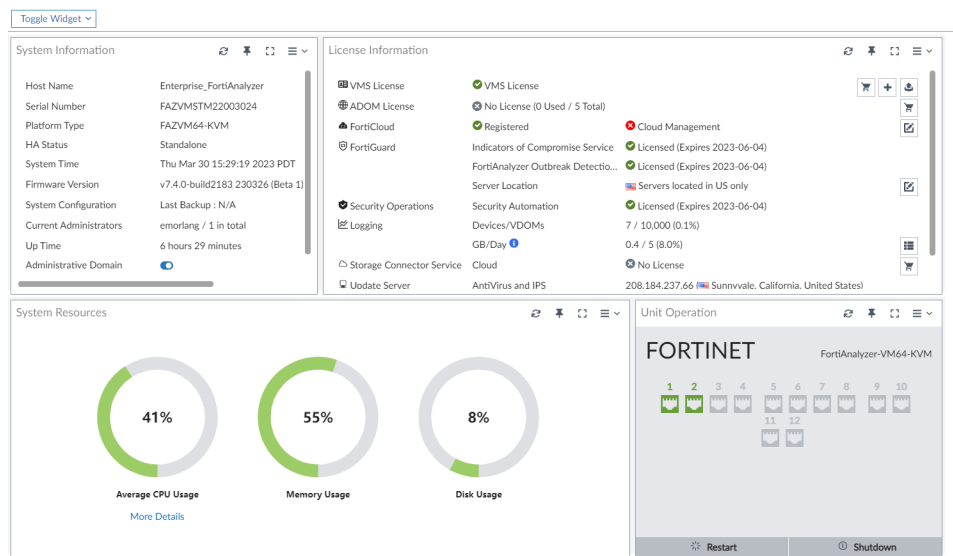 Toggle Widget
System Information
Host Name Enterprise_FortiAnalyzer
Serial Number FAZVMSTM22003024
Platform Type FAZVM64-KVM
HA Status Standalone
System Time Thu Mar 30 15:29:19 2023 PDT
Firmware Version v7.4.0-build2183 230326 (Beta 1)
System Configuration Last Backup : N/A
Current Administrators emorlang / 1 in total
Up Time 6 hours 29 minutes
Administrative Domain
License Information
VMS License VMS License
ADOM License No License (0 Used / 5 Total)
FortiCloud Registered Cloud Management
FortiGuard Indicators of Compromise Service Licensed (Expires 2023-06-04)
FortiAnalyzer Outbreak Detectio... Licensed (Expires 2023-06-04)
Server Location Servers located in US only
Security Operations Security Automation Licensed (Expires 2023-06-04)
Logging Devices/VDOMs 7 / 10,000 (0.1%)
GB/Day 0.4 / 5 (8.0%)
Storage Connector Service Cloud No License
Update Server AntiVirus and IPS 208.184.237.66 (Sunnyvale, California, United States)
System Resources
41% 55% 8%
Average CPU Usage Memory Usage Disk Usage
More Details
Unit Operation
FORTINET FortiAnalyzer-VM64-KVM
1 2 3 4 5 6 7 8 9 10
11 12
Restart Shutdown